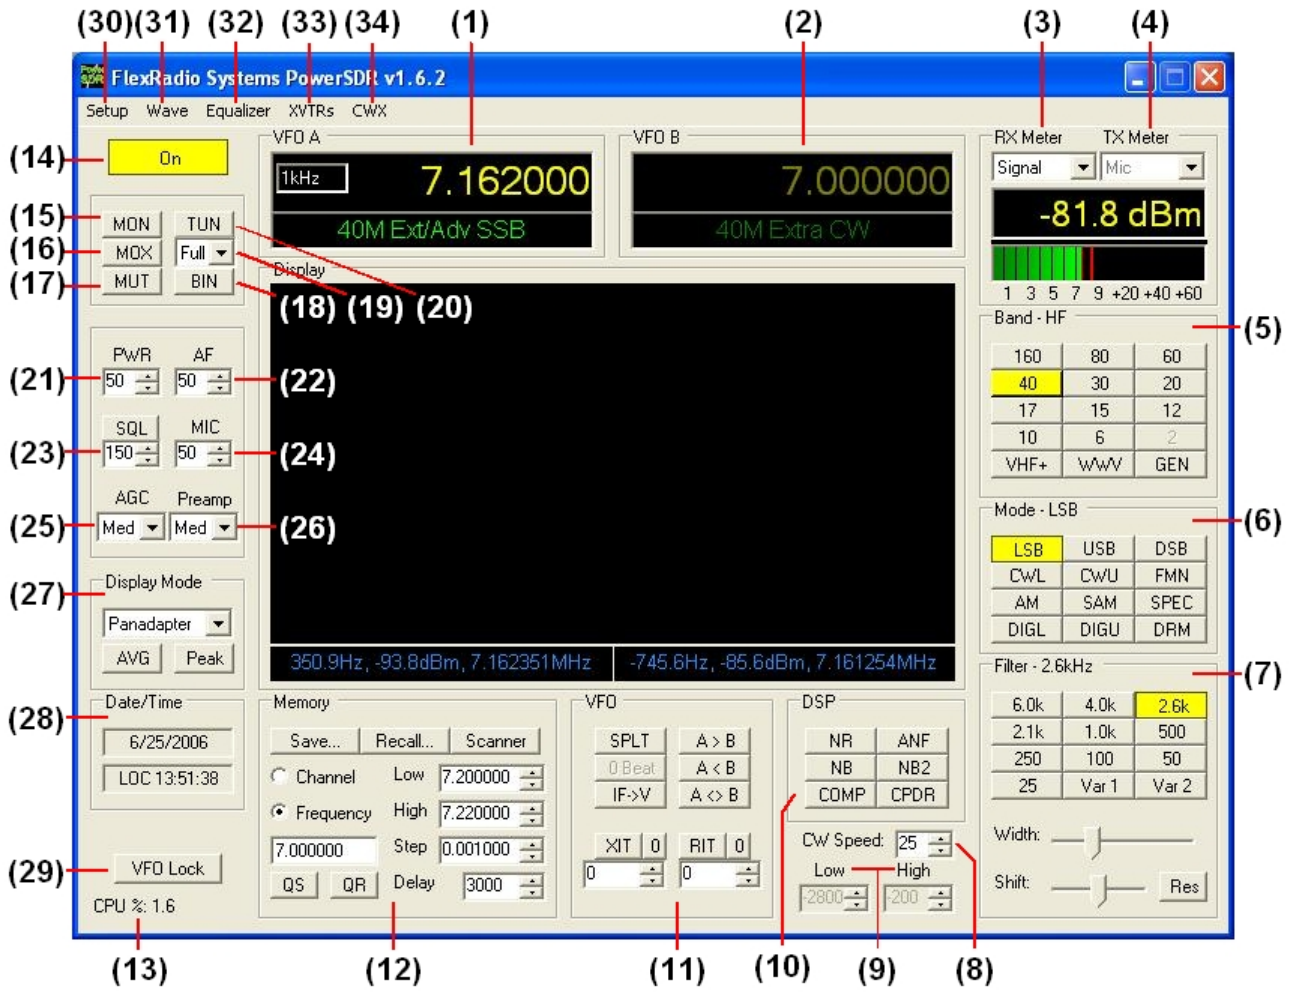 (30) (31) (32) (33) (34) (1) (2) (3) (4)
FlexRadio Systems PowerSDR v1.6.2
Setup Wave Equalizer XVTRs CWX
(14) On
(15) MON TUN
(16) MOX Full
(17) MUT BIN
(18) (19) (20)
VFO A
1kHz 7.162000
40M Ext/Adv SSB
VFO B
7.000000
40M Extra CW
RX Meter TX Meter
Signal Mic
-81.8 dBm
1 3 5 7 9 +20 +40 +60
Display
350.9Hz, -93.8dBm, 7.162351MHz -745.6Hz, -85.6dBm, 7.161254MHz
PWR AF
(21) 50 50 (22)
SQL MIC
(23) 150 50 (24)
AGC Preamp
(25) Med Med (26)
(27) Display Mode
Panadapter
AVG Peak
Band - HF (5)
160 80 60
40 30 20
17 15 12
10 6 2
VHF+ WWV GEN
Mode - LSB (6)
LSB USB DSB
CWL CWU FMN
AM SAM SPEC
DIGL DIGU DRM
Filter - 2.6kHz (7)
6.0k 4.0k 2.6k
2.1k 1.0k 500
250 100 50
25 Var 1 Var 2
Width:
Shift: Res
(28) Date/Time
6/25/2006
LOC 13:51:38
(29) VFO Lock
CPU %: 1.6
Memory
Save... Recall... Scanner
Channel Low 7.200000
Frequency High 7.220000
7.000000 Step 0.001000
QS QR Delay 3000
VFO
SPLT A > B
0 Beat A < B
IF->V A <> B
XIT 0 RIT 0
0 0
DSP
NR ANF
NB NB2
COMP CPDR
CW Speed: 25
Low High
-2800 -200
(13) (12) (11) (10) (9) (8)